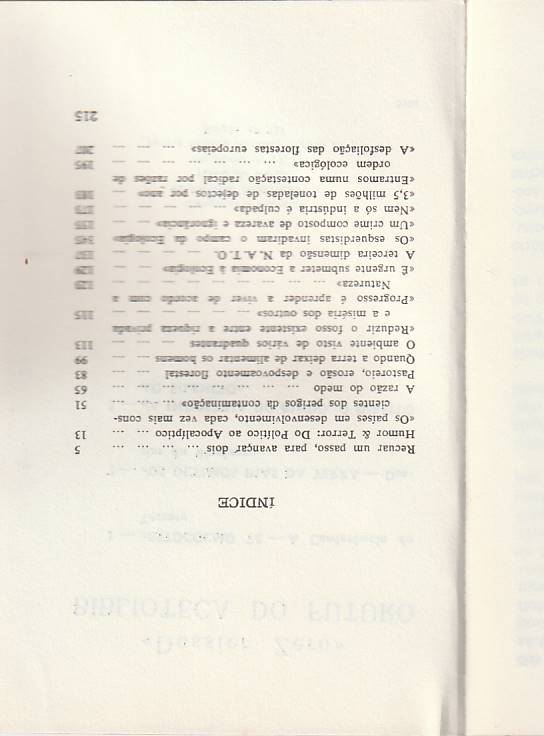 ÍNDICE
Recuar um passo, para avançar dois ... ... ... ... 5
Humor & Terror: Do Político ao Apocalíptico ... ... 13
«Os países em desenvolvimento, cada vez mais cons-
cientes dos perigos da contaminação» ... ... ... 51
A razão do medo ... ... ... ... ... ... ... ... 65
Pastoreio, erosão e despovoamento florestal ... ... 83
Quando a terra deixar de alimentar os homens ... ... 99
O ambiente visto de vários quadrantes ... ... ... 113
«Reduzir o fosso existente entre a riqueza privada
e a miséria dos outros» ... ... ... ... ... ... 115
«Progresso é aprender a viver de acordo com a
Natureza» ... ... ... ... ... ... ... ... 123
«É urgente submeter a Economia à Ecologia» ... ... 129
A terceira dimensão da N. A. T. O. ... ... ... ... 137
«Os esquerdistas invadiram o campo da Ecologia»
«Um crime composto de avareza e ignorância» ... ... 155
«Nem só a indústria é culpada» ... ... ... ... ... 173
«3,5 milhões de toneladas de dejectos por ano» ... 183
«Entramos numa contestação radical por razões de
ordem ecológica» ... ... ... ... ... ... ... 195
«A desfoliação das florestas europeias» ... ... ... 207
215